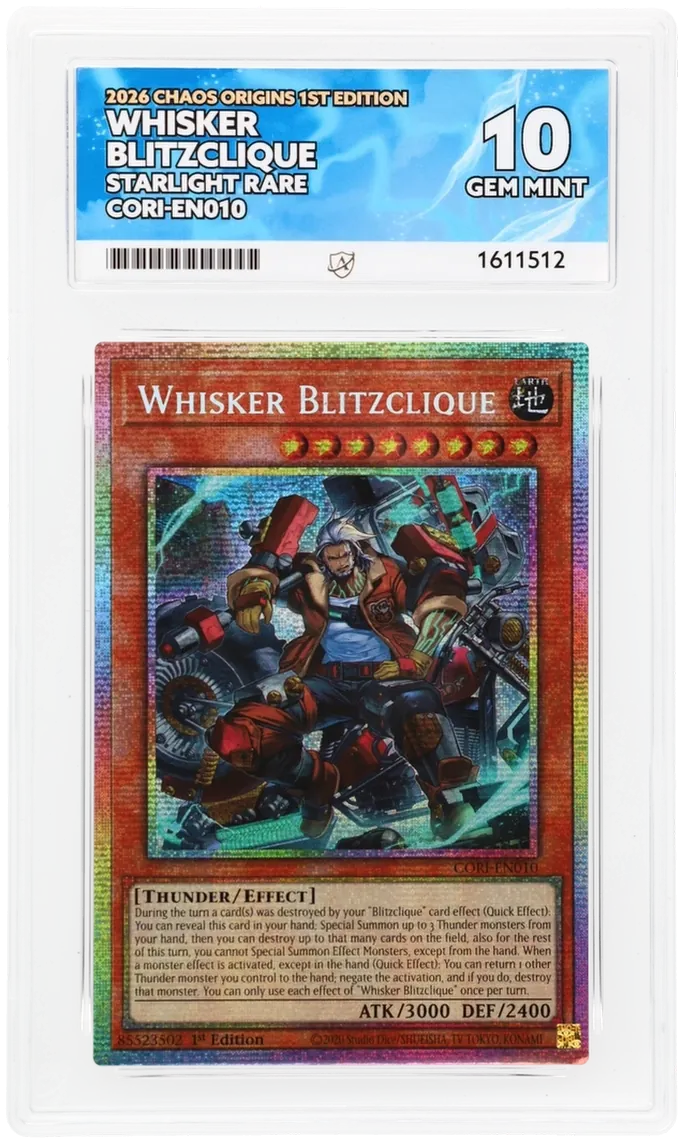 2026 CHAOS ORIGINS 1ST EDITION
WHISKER
BLITZCLIQUE
STARLIGHT RARE
CORI-EN010
10
GEM MINT
1611512
WHISKER BLITZCLIQUE
EARTH
地
CORI-EN010
[THUNDER/EFFECT]
During the turn a card(s) was destroyed by your "Blitzclique" card effect (Quick Effect):
You can reveal this card in your hand; Special Summon up to 3 Thunder monsters from
your hand, then you can destroy up to that many cards on the field, also for the rest
of this turn, you cannot Special Summon Effect Monsters, except from the hand. When
a monster effect is activated, except in the hand (Quick Effect): You can return 1 other
Thunder monster you control to the hand; negate the activation, and if you do, destroy
that monster. You can only use each effect of "Whisker Blitzclique" once per turn.
ATK/3000 DEF/2400
85523502 1st Edition
©2020 Studio Dice/SHUEISHA, TV TOKYO, KONAMI